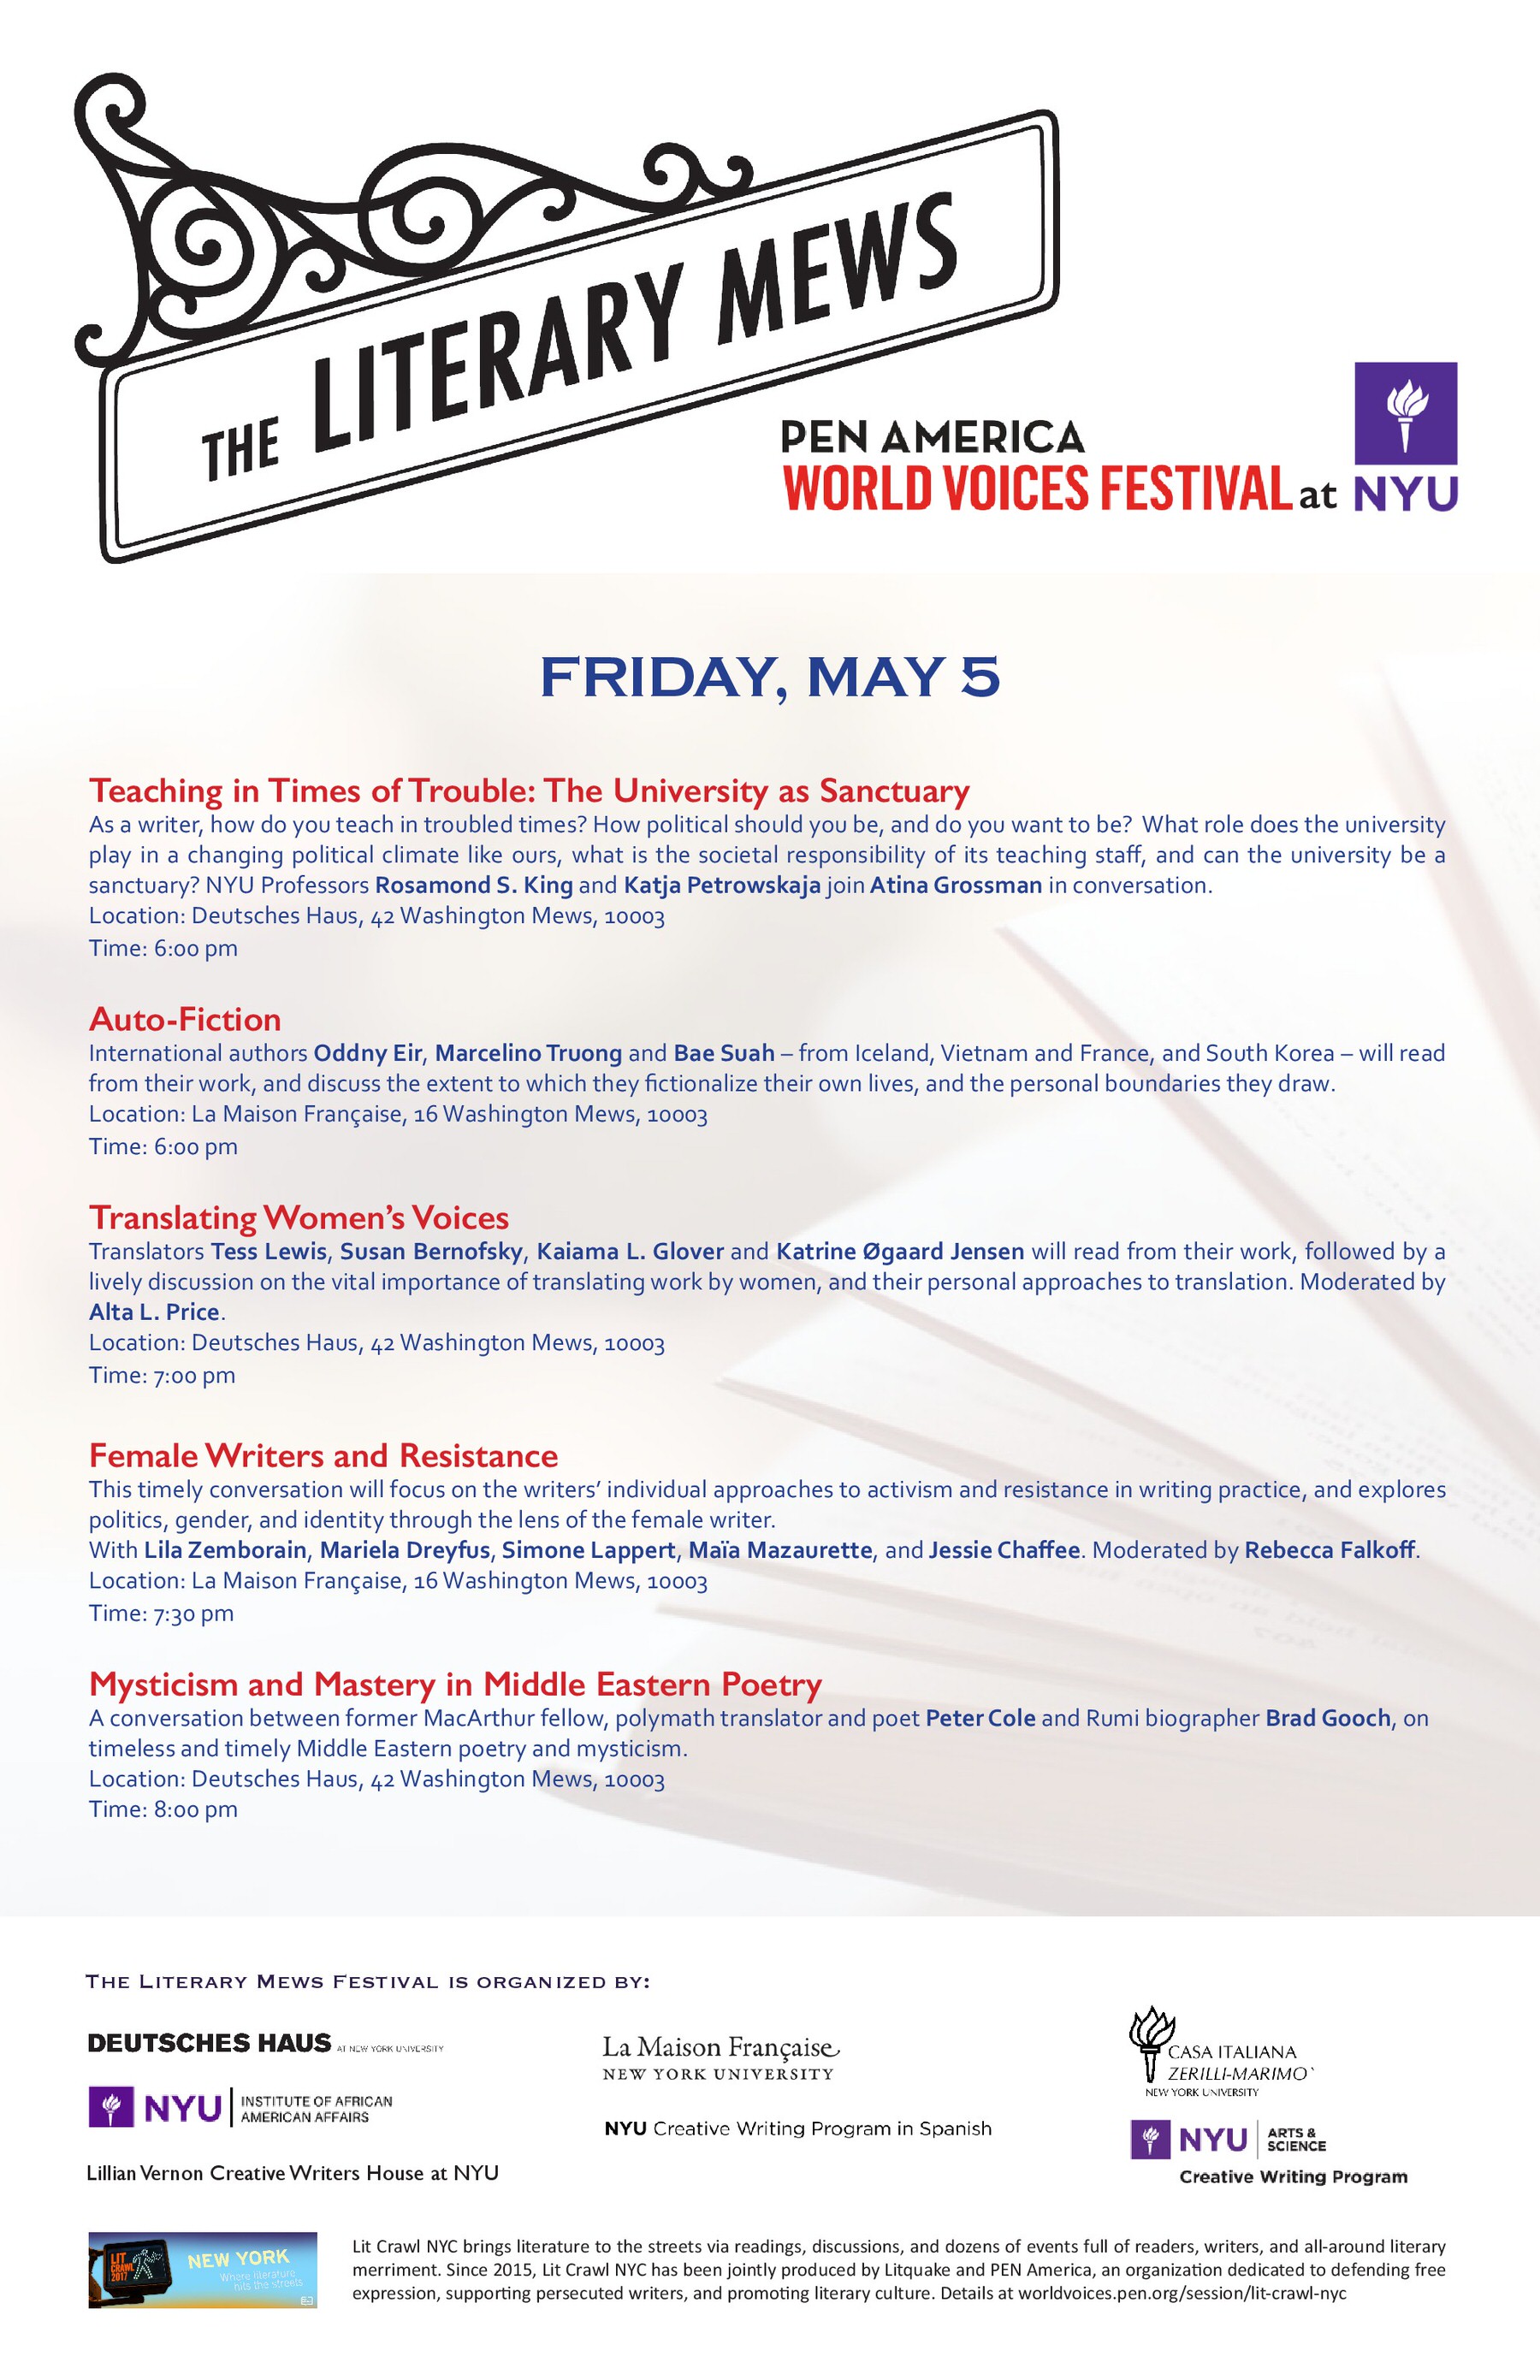 THE LITERARY MEWS
PEN AMERICA
WORLD VOICES FESTIVAL at NYU
FRIDAY, MAY 5
Teaching in Times of Trouble: The University as Sanctuary
As a writer, how do you teach in troubled times? How political should you be, and do you want to be? What role does the university
play in a changing political climate like ours, what is the societal responsibility of its teaching staff, and can the university be a
sanctuary? NYU Professors Rosamond S. King and Katja Petrowskaja join Atina Grossman in conversation.
Location: Deutsches Haus, 42 Washington Mews, 10003
Time: 6:00 pm
Auto-Fiction
International authors Oddny Eir, Marcelino Truong and Bae Suah – from Iceland, Vietnam and France, and South Korea – will read
from their work, and discuss the extent to which they fictionalize their own lives, and the personal boundaries they draw.
Location: La Maison Française, 16 Washington Mews, 10003
Time: 6:00 pm
Translating Women's Voices
Translators Tess Lewis, Susan Bernofsky, Kaiama L. Glover and Katrine Øgaard Jensen will read from their work, followed by a
lively discussion on the vital importance of translating work by women, and their personal approaches to translation. Moderated by
Alta L. Price.
Location: Deutsches Haus, 42 Washington Mews, 10003
Time: 7:00 pm
Female Writers and Resistance
This timely conversation will focus on the writers' individual approaches to activism and resistance in writing practice, and explores
politics, gender, and identity through the lens of the female writer.
With Lila Zemborain, Mariela Dreyfus, Simone Lappert, Maïa Mazaurette, and Jessie Chaffee. Moderated by Rebecca Falkoff.
Location: La Maison Française, 16 Washington Mews, 10003
Time: 7:30 pm
Mysticism and Mastery in Middle Eastern Poetry
A conversation between former MacArthur fellow, polymath translator and poet Peter Cole and Rumi biographer Brad Gooch, on
timeless and timely Middle Eastern poetry and mysticism.
Location: Deutsches Haus, 42 Washington Mews, 10003
Time: 8:00 pm
THE LITERARY MEWS FESTIVAL IS ORGANIZED BY:
DEUTSCHES HAUS AT NEW YORK UNIVERSITY
NYU INSTITUTE OF AFRICAN
AMERICAN AFFAIRS
Lillian Vernon Creative Writers House at NYU
La Maison Française
NEW YORK UNIVERSITY
NYU Creative Writing Program in Spanish
CASA ITALIANA
ZERILLI-MARIMO`
NEW YORK UNIVERSITY
NYU ARTS &
SCIENCE
Creative Writing Program
LIT
CRAWL
2017
NEW YORK
Where literature
hits the streets
Lit Crawl NYC brings literature to the streets via readings, discussions, and dozens of events full of readers, writers, and all-around literary
merriment. Since 2015, Lit Crawl NYC has been jointly produced by Litquake and PEN America, an organization dedicated to defending free
expression, supporting persecuted writers, and promoting literary culture. Details at worldvoices.pen.org/session/lit-crawl-nyc